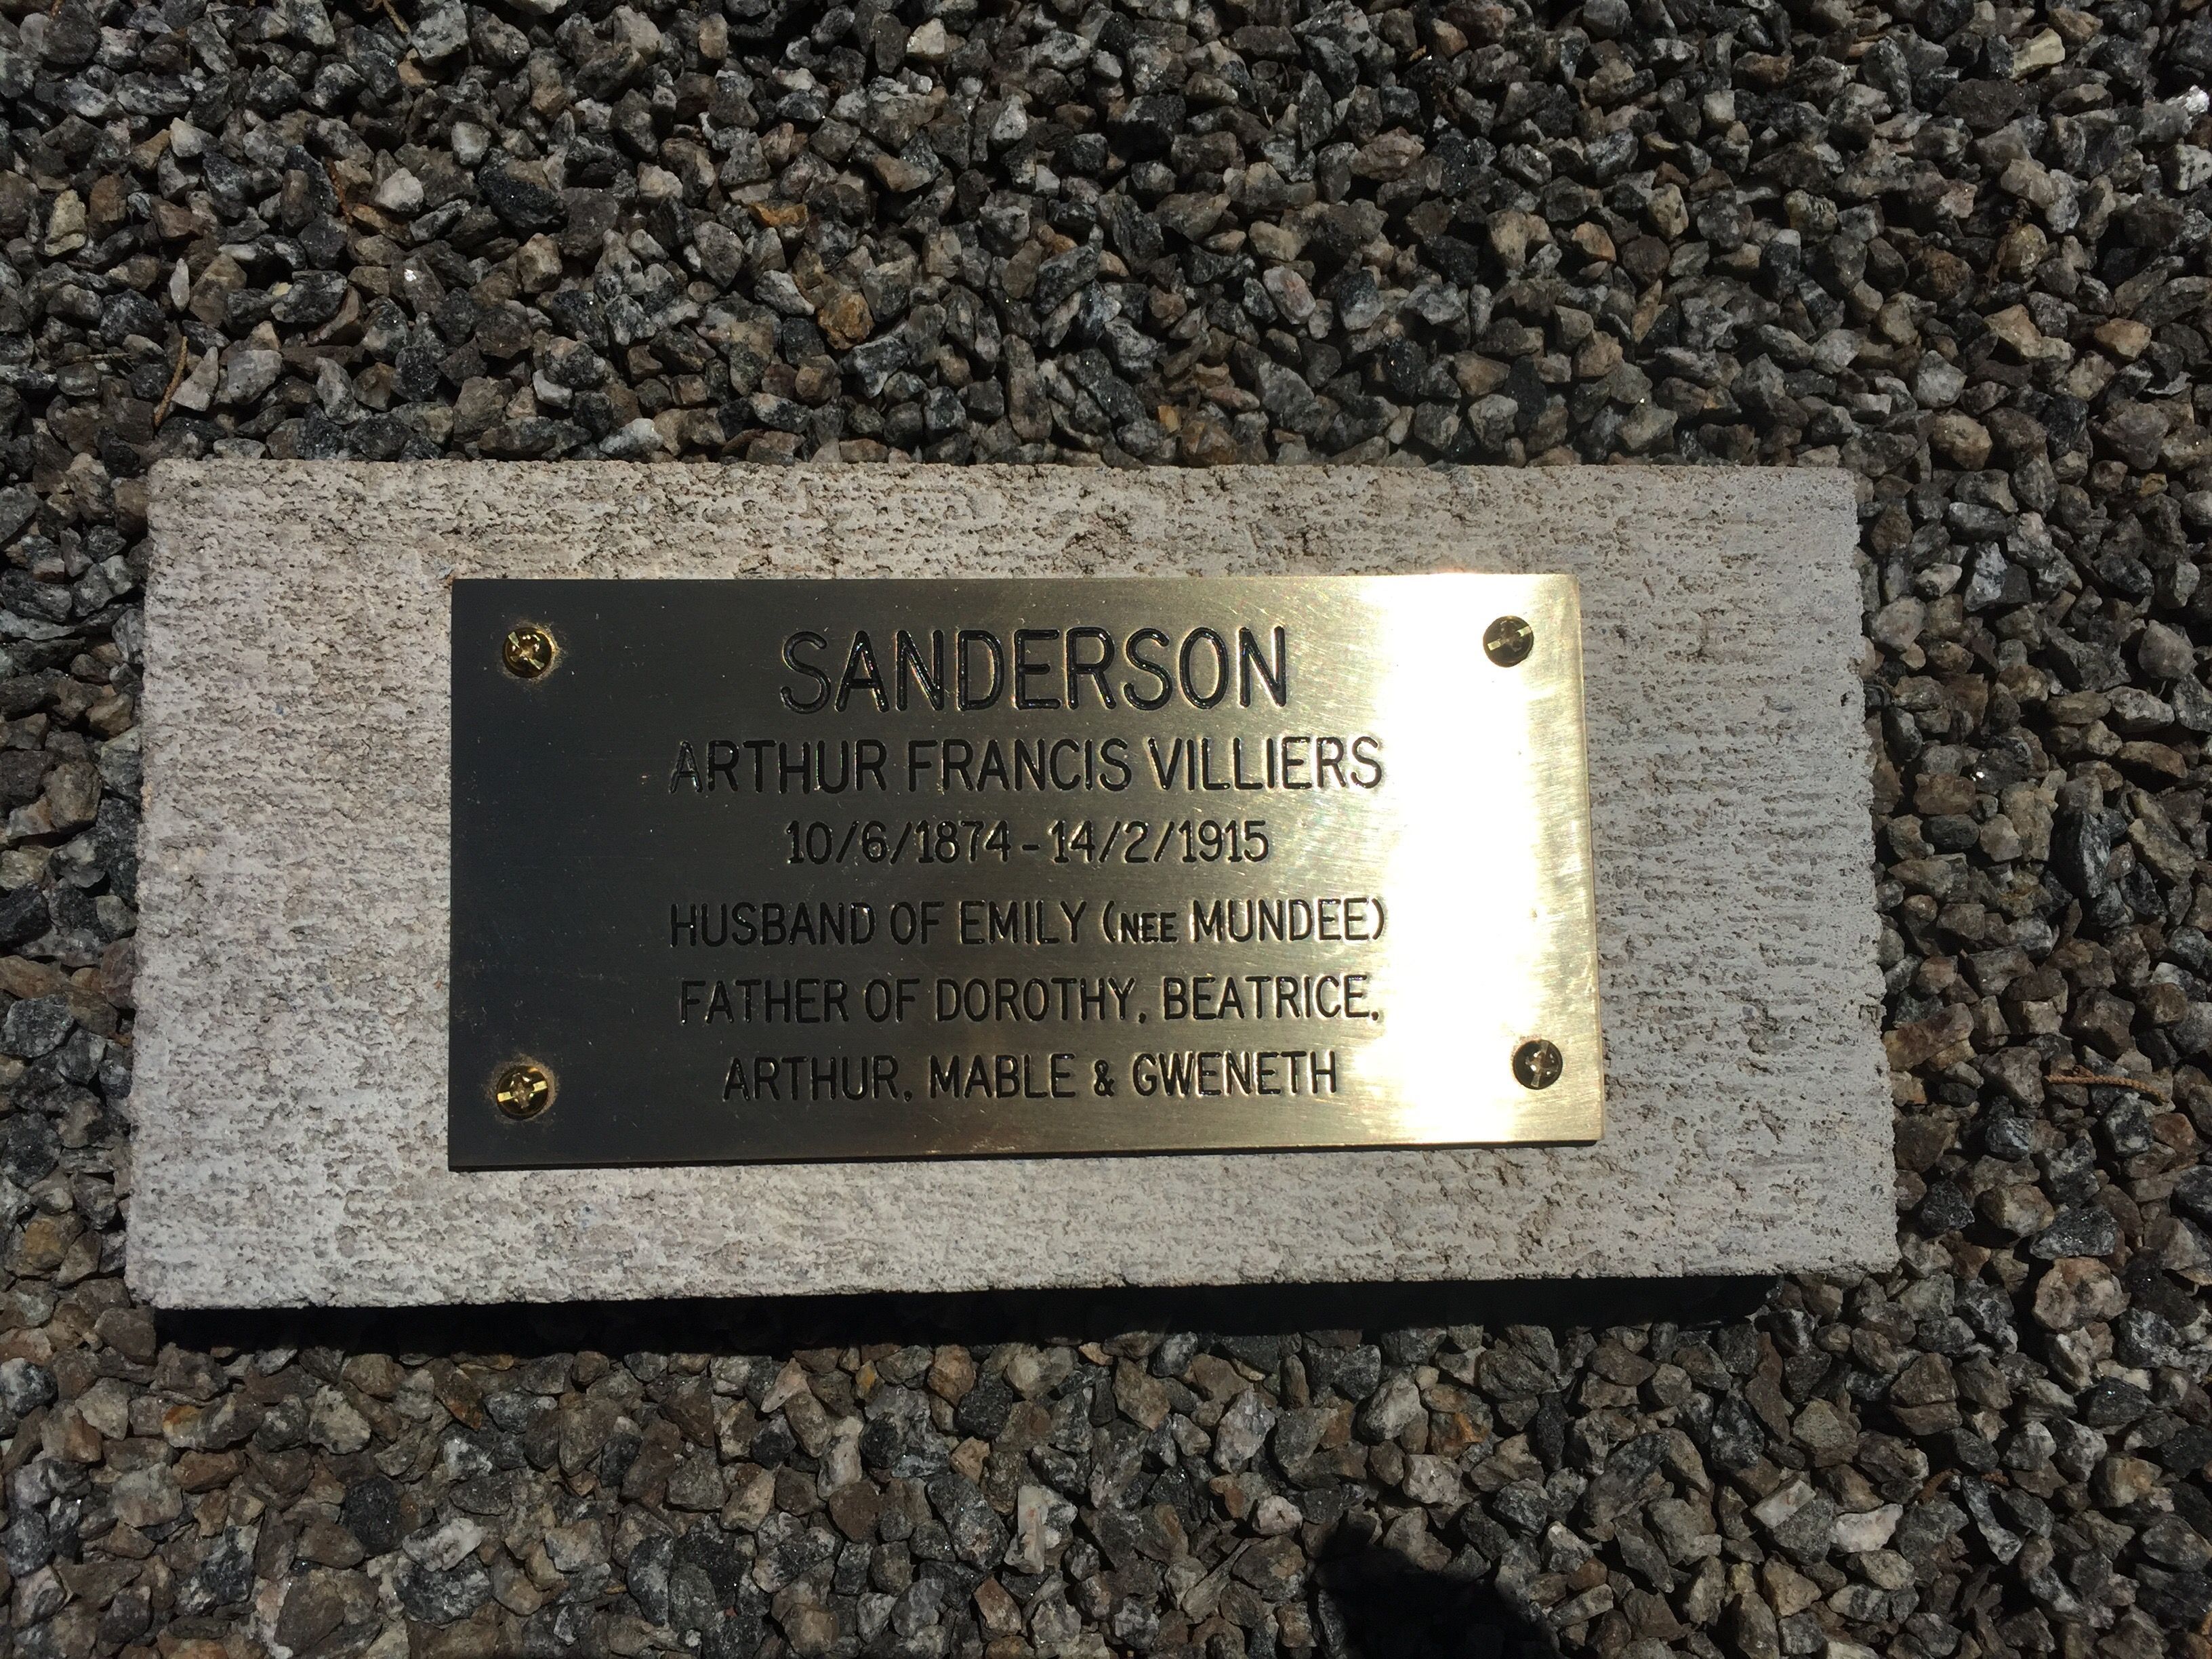 SANDERSON
ARTHUR FRANCIS VILLIERS
10/6/1874 - 14/2/1915
HUSBAND OF EMILY (NEE MUNDEE)
FATHER OF DOROTHY, BEATRICE,
ARTHUR, MABLE & GWENETH